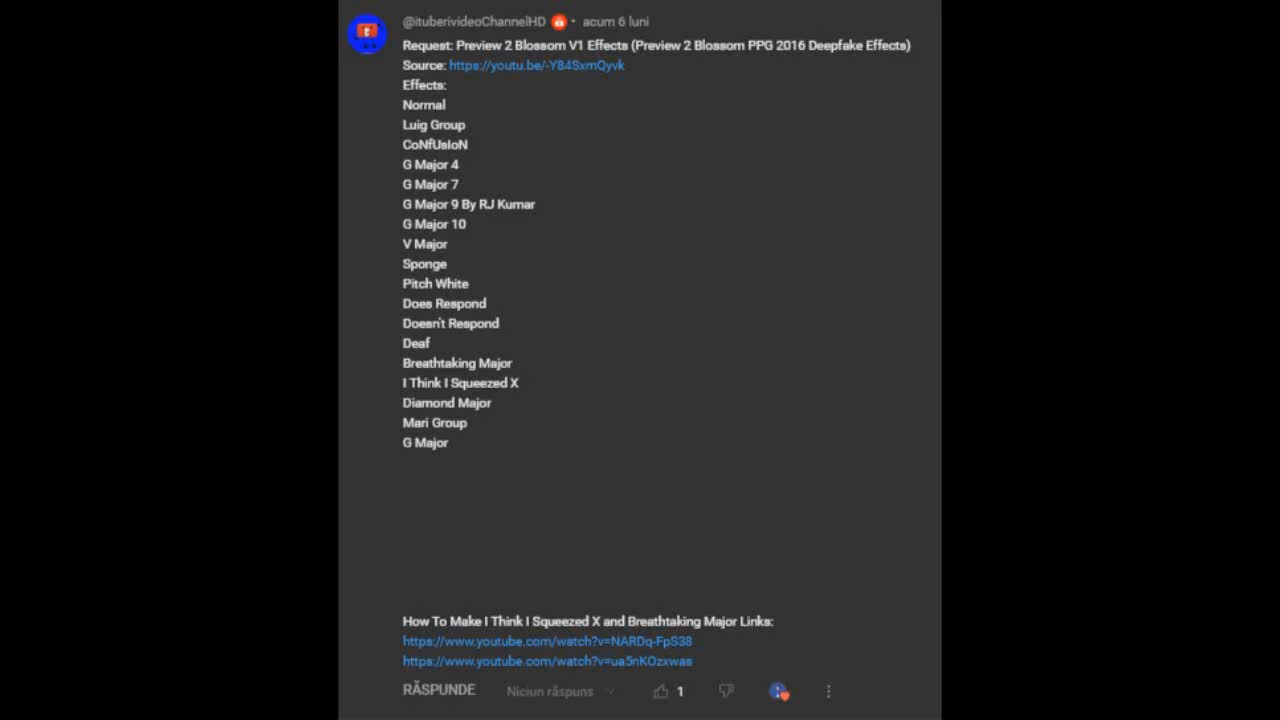 @ituberivideoChannelHD • acum 6 luni
Request: Preview 2 Blossom V1 Effects (Preview 2 Blossom PPG 2016 Deepfake Effects)
Source: https://youtu.be/-Y84SxmQyvk
Effects:
Normal
Luig Group
CoNfUsIoN
G Major 4
G Major 7
G Major 9 By RJ Kumar
G Major 10
V Major
Sponge
Pitch White
Does Respond
Doesn't Respond
Deaf
Breathtaking Major
I Think I Squeezed X
Diamond Major
Mari Group
G Major
How To Make I Think I Squeezed X and Breathtaking Major Links:
https://www.youtube.com/watch?v=NARDq-FpS38
https://www.youtube.com/watch?v=ua5nKOzxwas
RĂSPUNDE Niciun răspuns 1